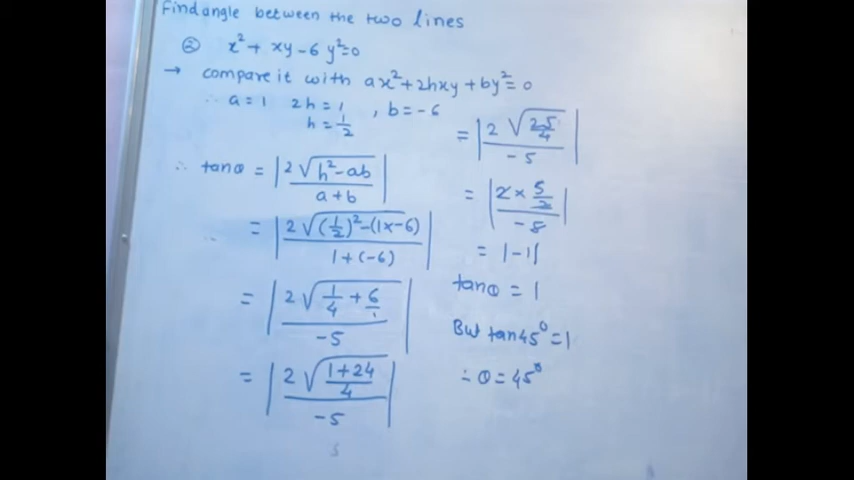 Find angle between the two lines
② x²+ xy-6y²=0
→ compare it with ax²+2hxy+by²=0
∴ a=1 2h=1 , b=-6
h=1/2
∴ tanθ = |2√(h²-ab) / a+b|
= |2√((1/2)²-(1x-6)) / 1+(-6)|
= |2√(1/4+6/1) / -5|
= |2√((1+24)/4) / -5|
= |2√(25/4) / -5|
= |2×5/2 / -5|
= |-1|
tanθ = 1
But tan45°=1
∴ θ=45°